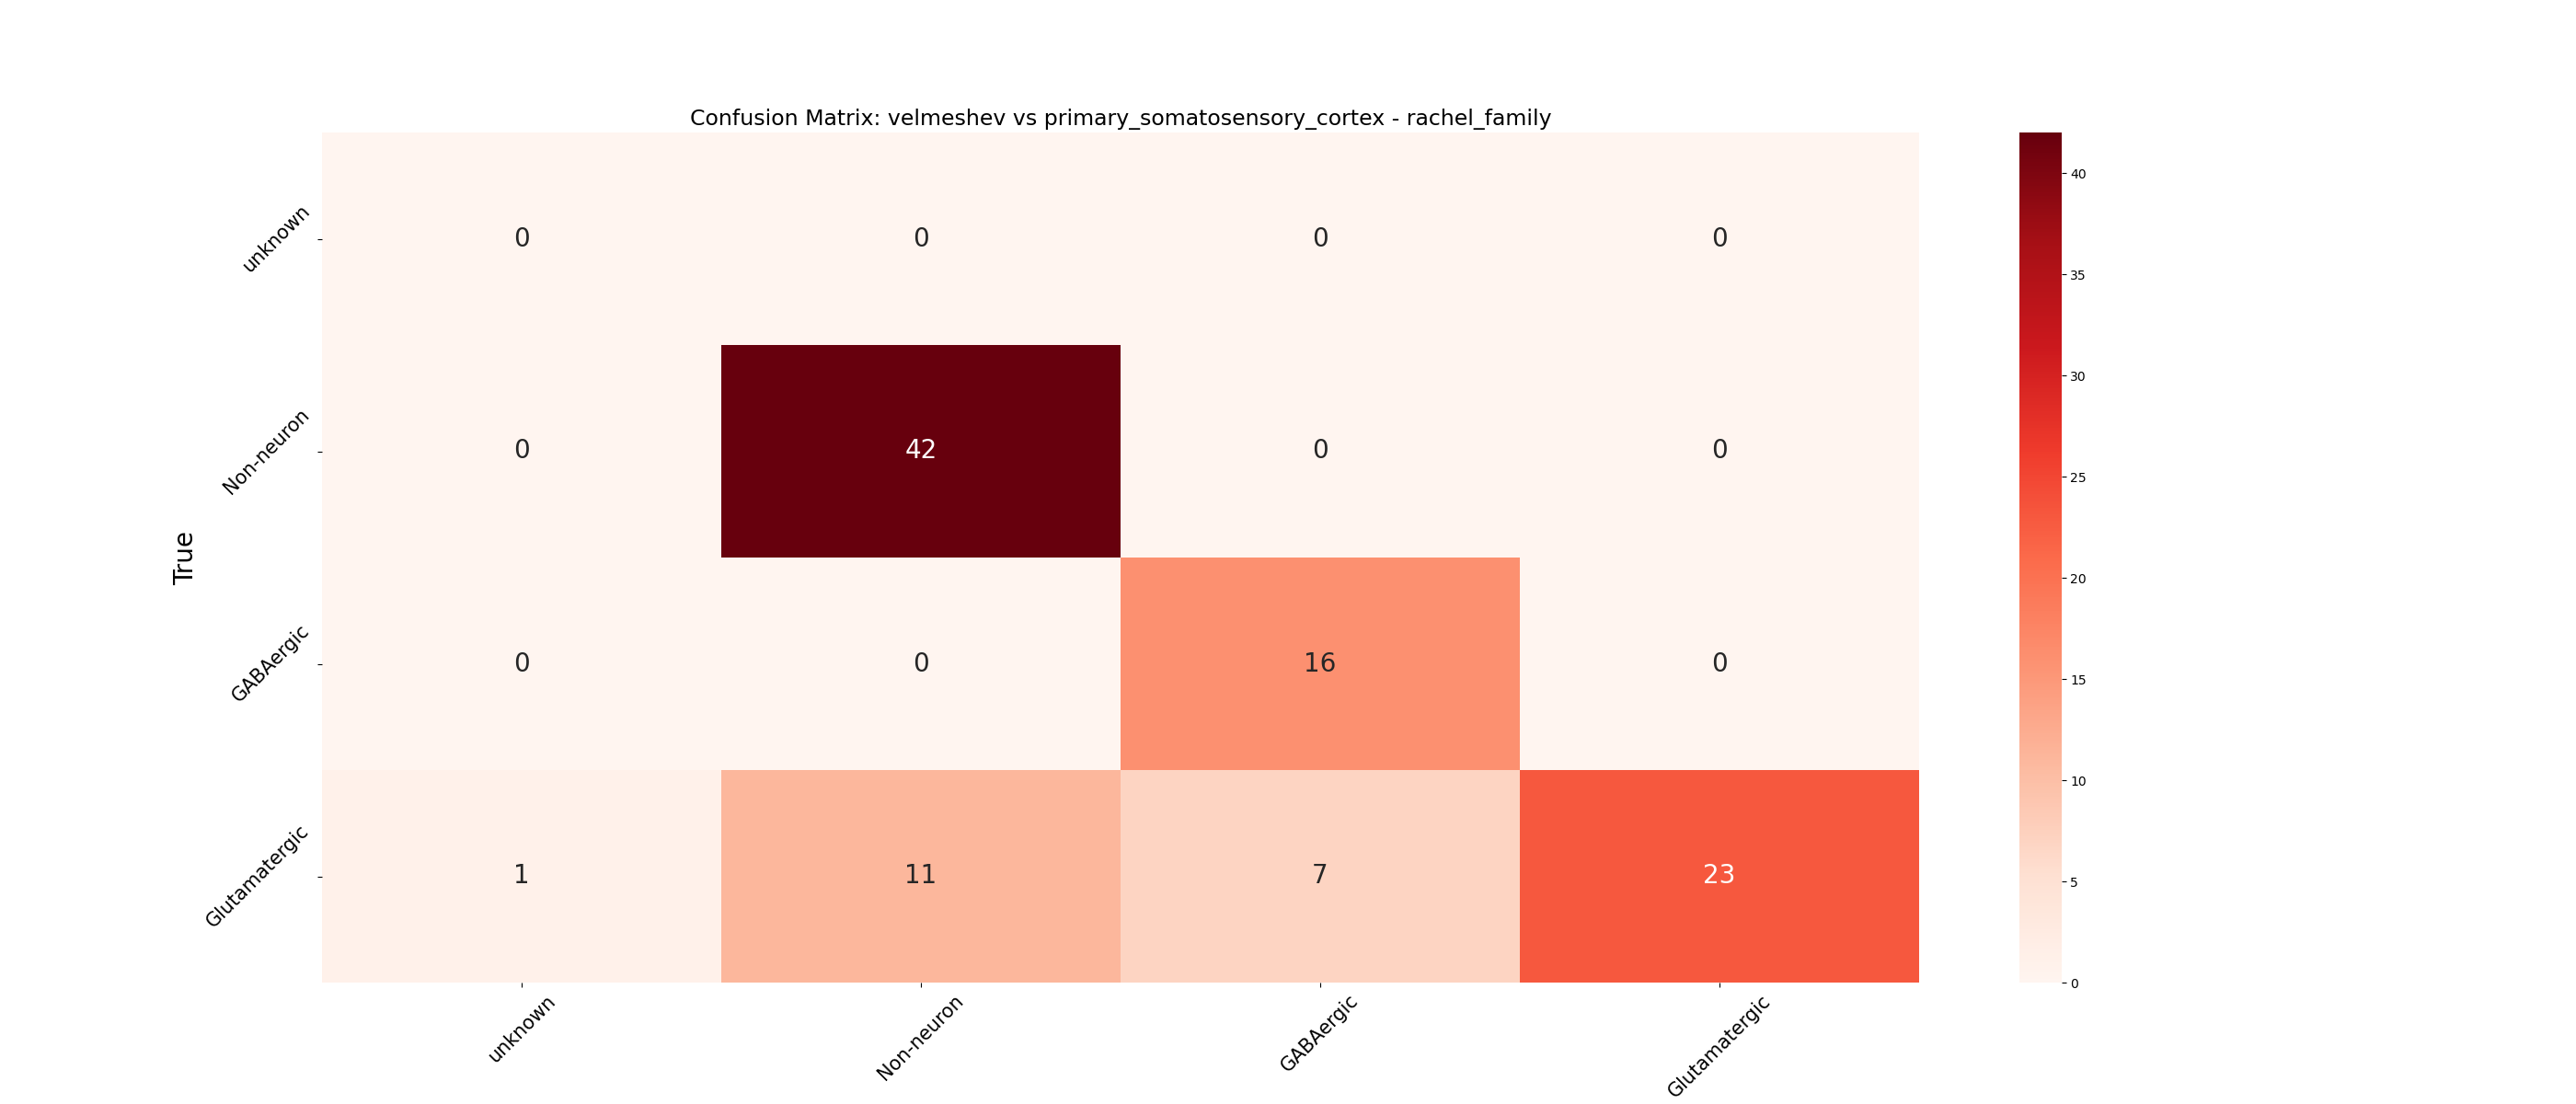 Confusion Matrix: velmeshev vs primary_somatosensory_cortex - rachel_family
True
unknown 0 0 0 0
Non-neuron 0 42 0 0
GABAergic 0 0 16 0
Glutamatergic 1 11 7 23
unknown Non-neuron GABAergic Glutamatergic
40
35
30
25
20
15
10
5
0